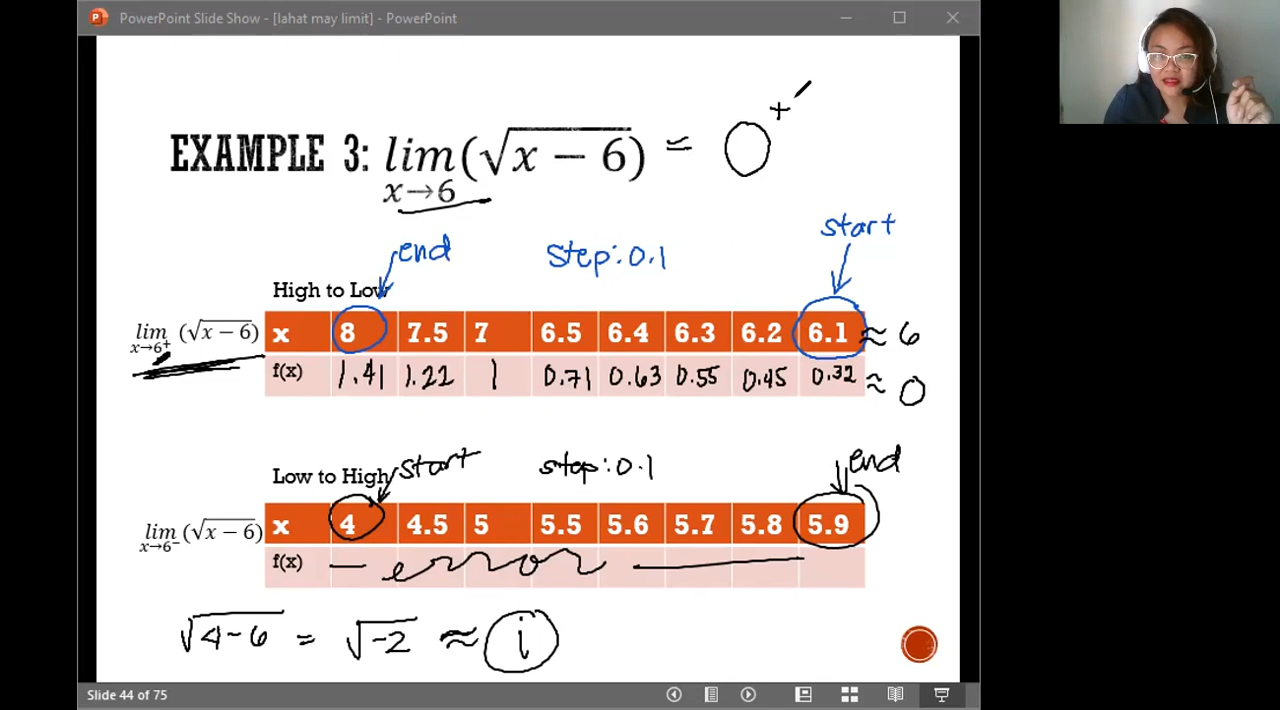 PowerPoint Slide Show - [lahat may limit] - PowerPoint
EXAMPLE 3: lim x→6 (√x − 6) = 0⁺
end step: 0.1 start
High to Low
lim x→6⁺ (√x − 6) x 8 7.5 7 6.5 6.4 6.3 6.2 6.1 ≈ 6
f(x) 1.41 1.22 1 0.71 0.63 0.55 0.45 0.32 ≈ 0
Low to High start step: 0.1 end
lim x→6⁻ (√x − 6) x 4 4.5 5 5.5 5.6 5.7 5.8 5.9
f(x) — error —
√4-6 = √-2 ≈ i
Slide 44 of 75